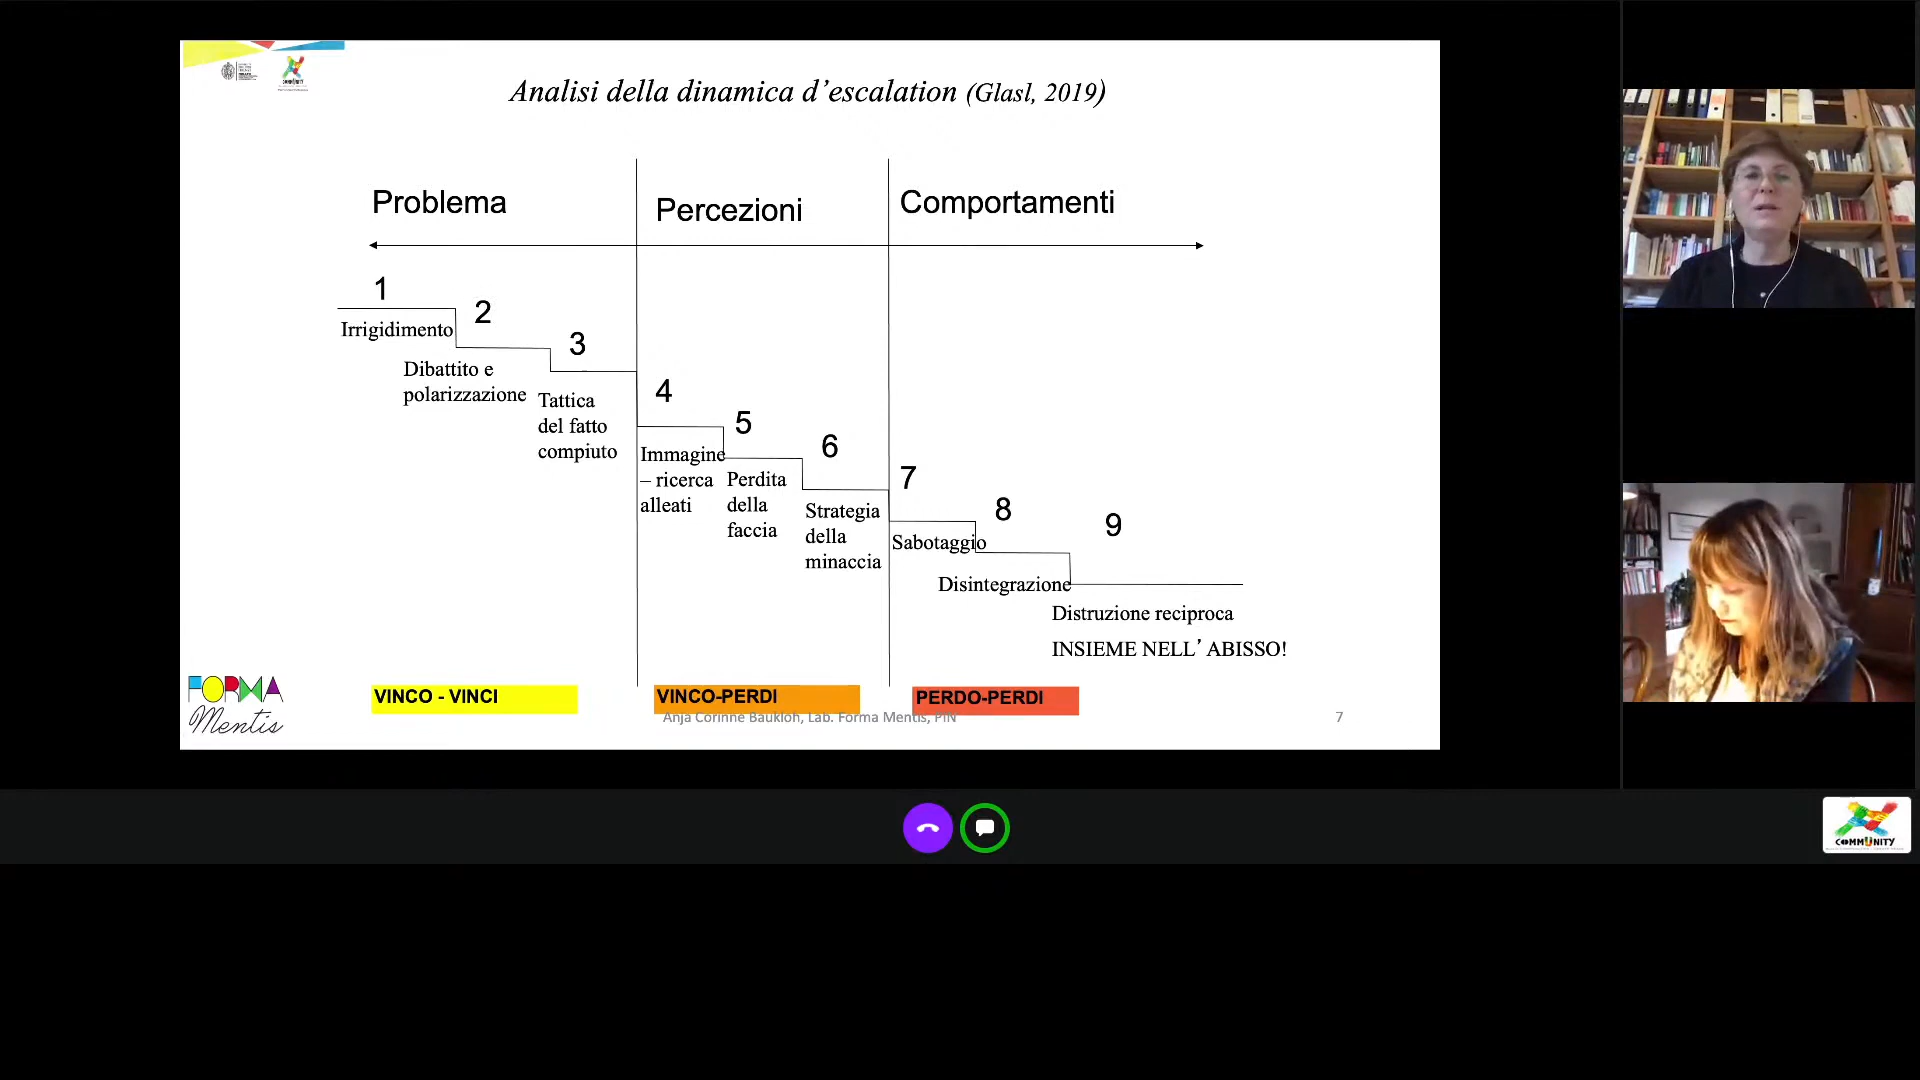 Analisi della dinamica d’escalation (Glasl, 2019)
Problema
Percezioni
Comportamenti
1
Irrigidimento
2
Dibattito e
polarizzazione
3
Tattica
del fatto
compiuto
4
Immagine
– ricerca
alleati
5
Perdita
della
faccia
6
Strategia
della
minaccia
7
Sabotaggio
8
Disintegrazione
9
Distruzione reciproca
INSIEME NELL’ABISSO!
VINCO - VINCI
VINCO-PERDI
PERDO-PERDI
FORMA
Mentis
Anja Corinne Baukloh, Lab. Forma Mentis, PIN
7
COMMUNITY
COMMUNITY